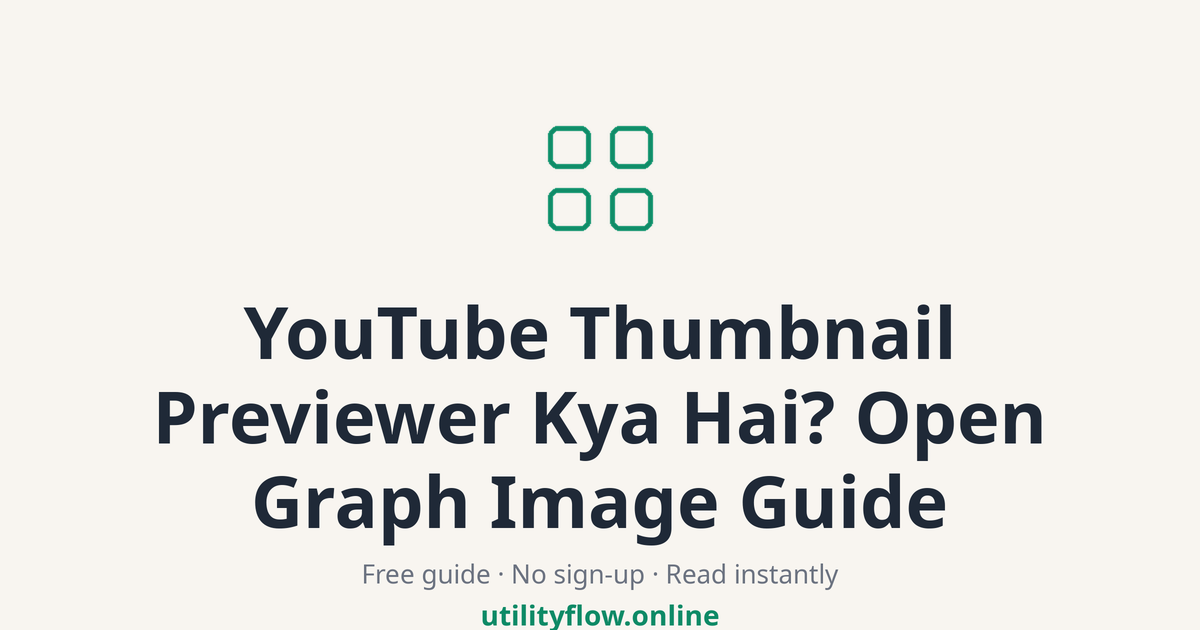 YouTube Thumbnail
Previewer Kya Hai? Open
Graph Image Guide
Free guide · No sign-up · Read instantly
utilityflow.online